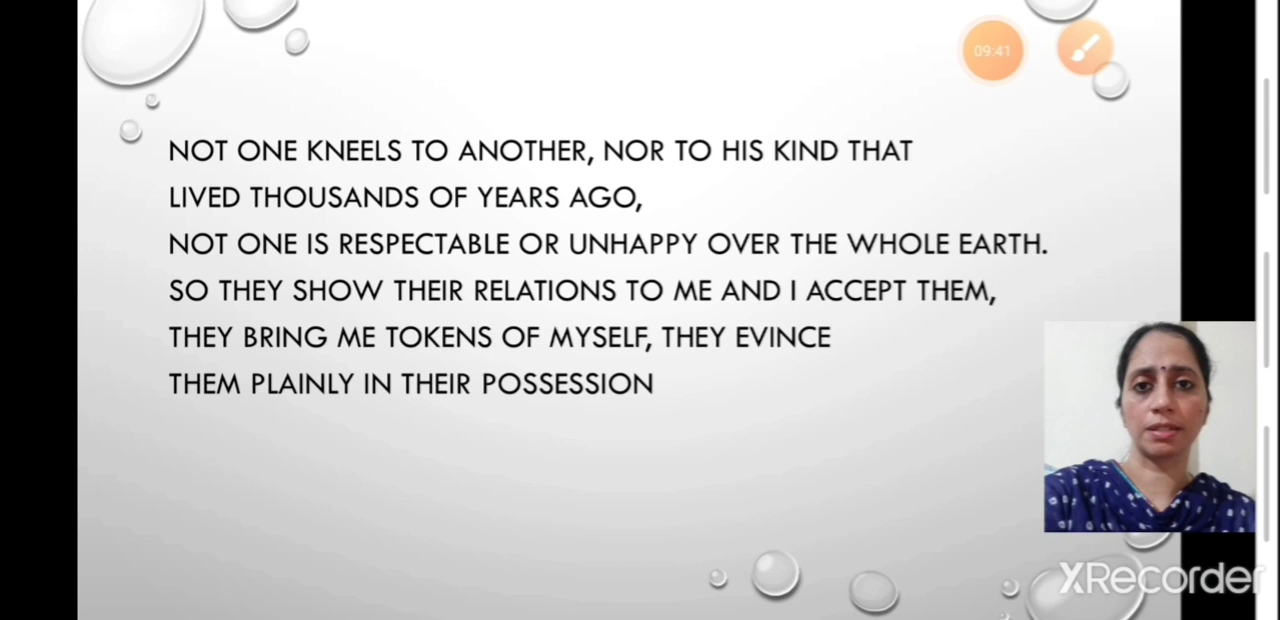 09:41
NOT ONE KNEELS TO ANOTHER, NOR TO HIS KIND THAT
LIVED THOUSANDS OF YEARS AGO,
NOT ONE IS RESPECTABLE OR UNHAPPY OVER THE WHOLE EARTH.
SO THEY SHOW THEIR RELATIONS TO ME AND I ACCEPT THEM,
THEY BRING ME TOKENS OF MYSELF, THEY EVINCE
THEM PLAINLY IN THEIR POSSESSION
XRecorder